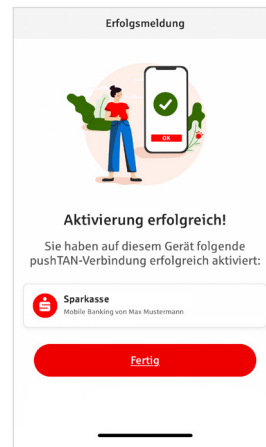 Erfolgsmeldung
OK
Aktivierung erfolgreich!
Sie haben auf diesem Gerät folgende
pushTAN-Verbindung erfolgreich aktiviert:
Sparkasse
Mobile Banking von Max Mustermann
Fertig